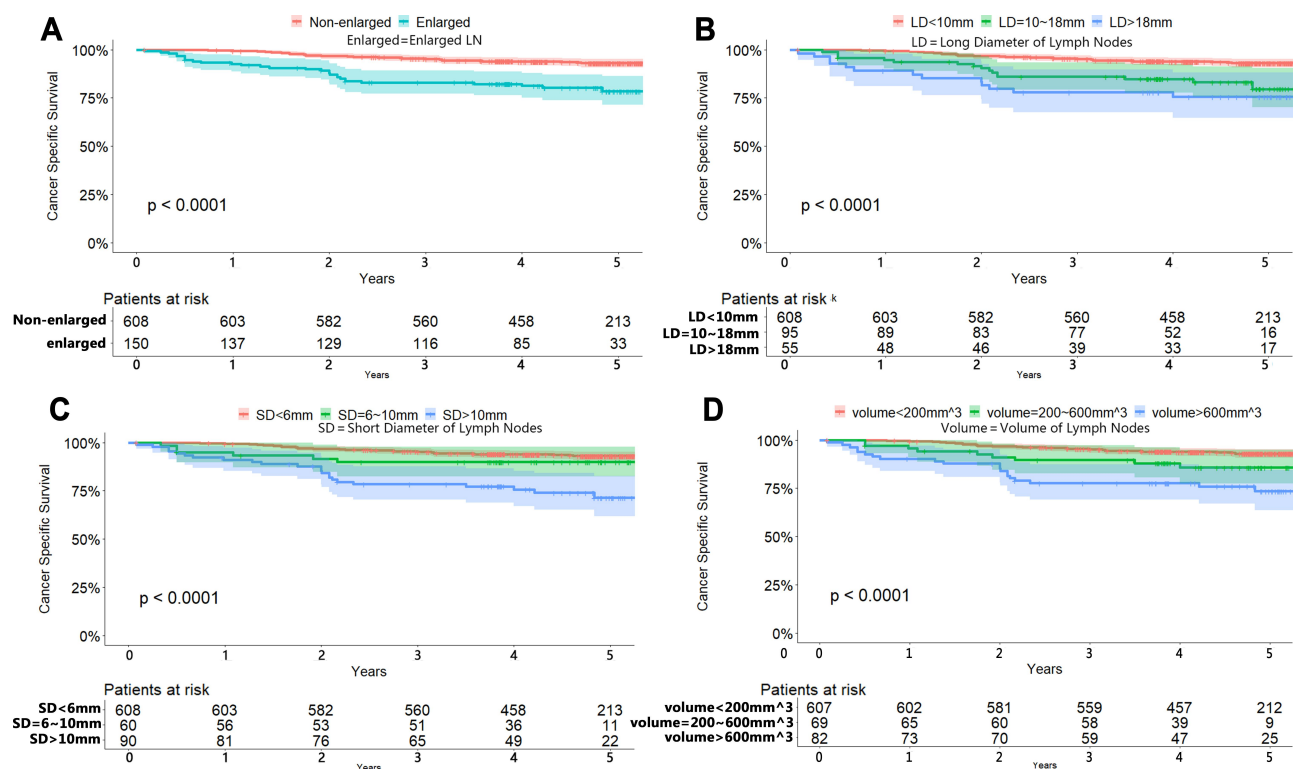 A
Non-enlarged Enlarged
Enlarged=Enlarged LN
Cancer Specific Survival
100%
75%
50%
25%
0%
p < 0.0001
0 1 2 3 4 5
Years
Patients at risk
Non-enlarged 608 603 582 560 458 213
enlarged 150 137 129 116 85 33
0 1 2 3 4 5
Years
B
LD<10mm LD=10~18mm LD>18mm
LD = Long Diameter of Lymph Nodes
Cancer Specific Survival
100%
75%
50%
25%
0%
p < 0.0001
0 1 2 3 4 5
Years
Patients at risk k
LD<10mm 608 603 582 560 458 213
LD=10~18mm 95 89 83 77 52 16
LD>18mm 55 48 46 39 33 17
0 1 2 3 4 5
Years
C
SD<6mm SD=6~10mm SD>10mm
SD = Short Diameter of Lymph Nodes
Cancer Specific Survival
100%
75%
50%
25%
0%
p < 0.0001
0 1 2 3 4 5
Years
Patients at risk
SD<6mm 608 603 582 560 458 213
SD=6~10mm 60 56 53 51 36 11
SD>10mm 90 81 76 65 49 22
0 1 2 3 4 5
Years
D
volume<200mm^3 volume=200~600mm^3 volume>600mm^3
Volume = Volume of Lymph Nodes
Cancer Specific Survival
100%
75%
50%
25%
0%
p < 0.0001
0 0 1 2 3 4 5
Years
Patients at risk
volume<200mm^3 607 602 581 559 457 212
volume=200~600mm^3 69 65 60 58 39 9
volume>600mm^3 82 73 70 59 47 25
0 1 2 3 4 5
Years